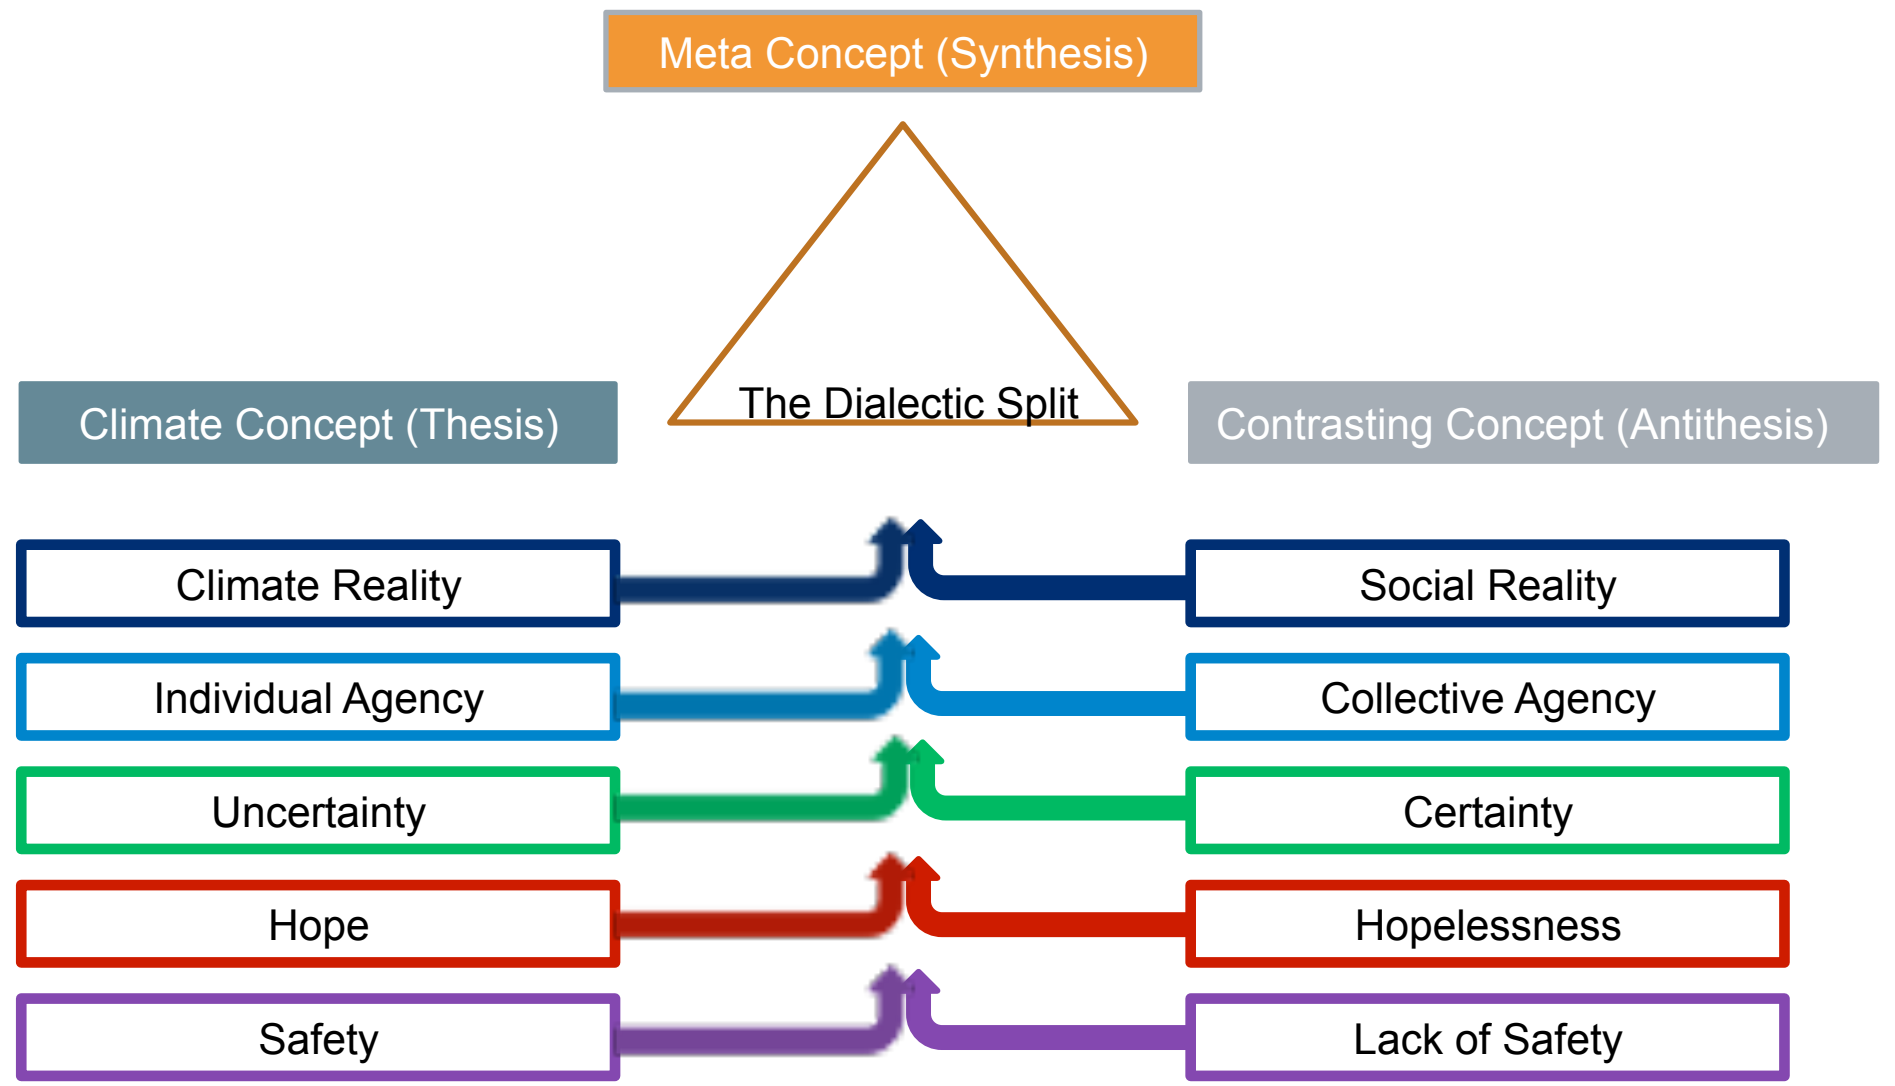 Meta Concept (Synthesis)
The Dialectic Split
Climate Concept (Thesis)
Contrasting Concept (Antithesis)
Climate Reality
Social Reality
Individual Agency
Collective Agency
Uncertainty
Certainty
Hope
Hopelessness
Safety
Lack of Safety